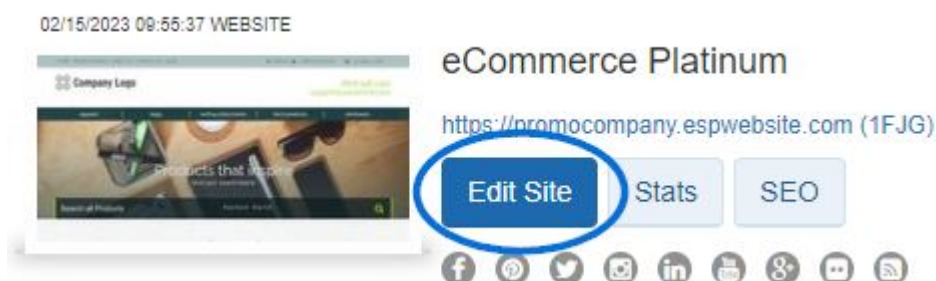 02/15/2023 09:55:37 WEBSITE
eCommerce Platinum
https://promocompany.espwebsite.com (1FJG)
Company Logo
Products that inspire
Search all Products
Edit Site
Stats
SEO